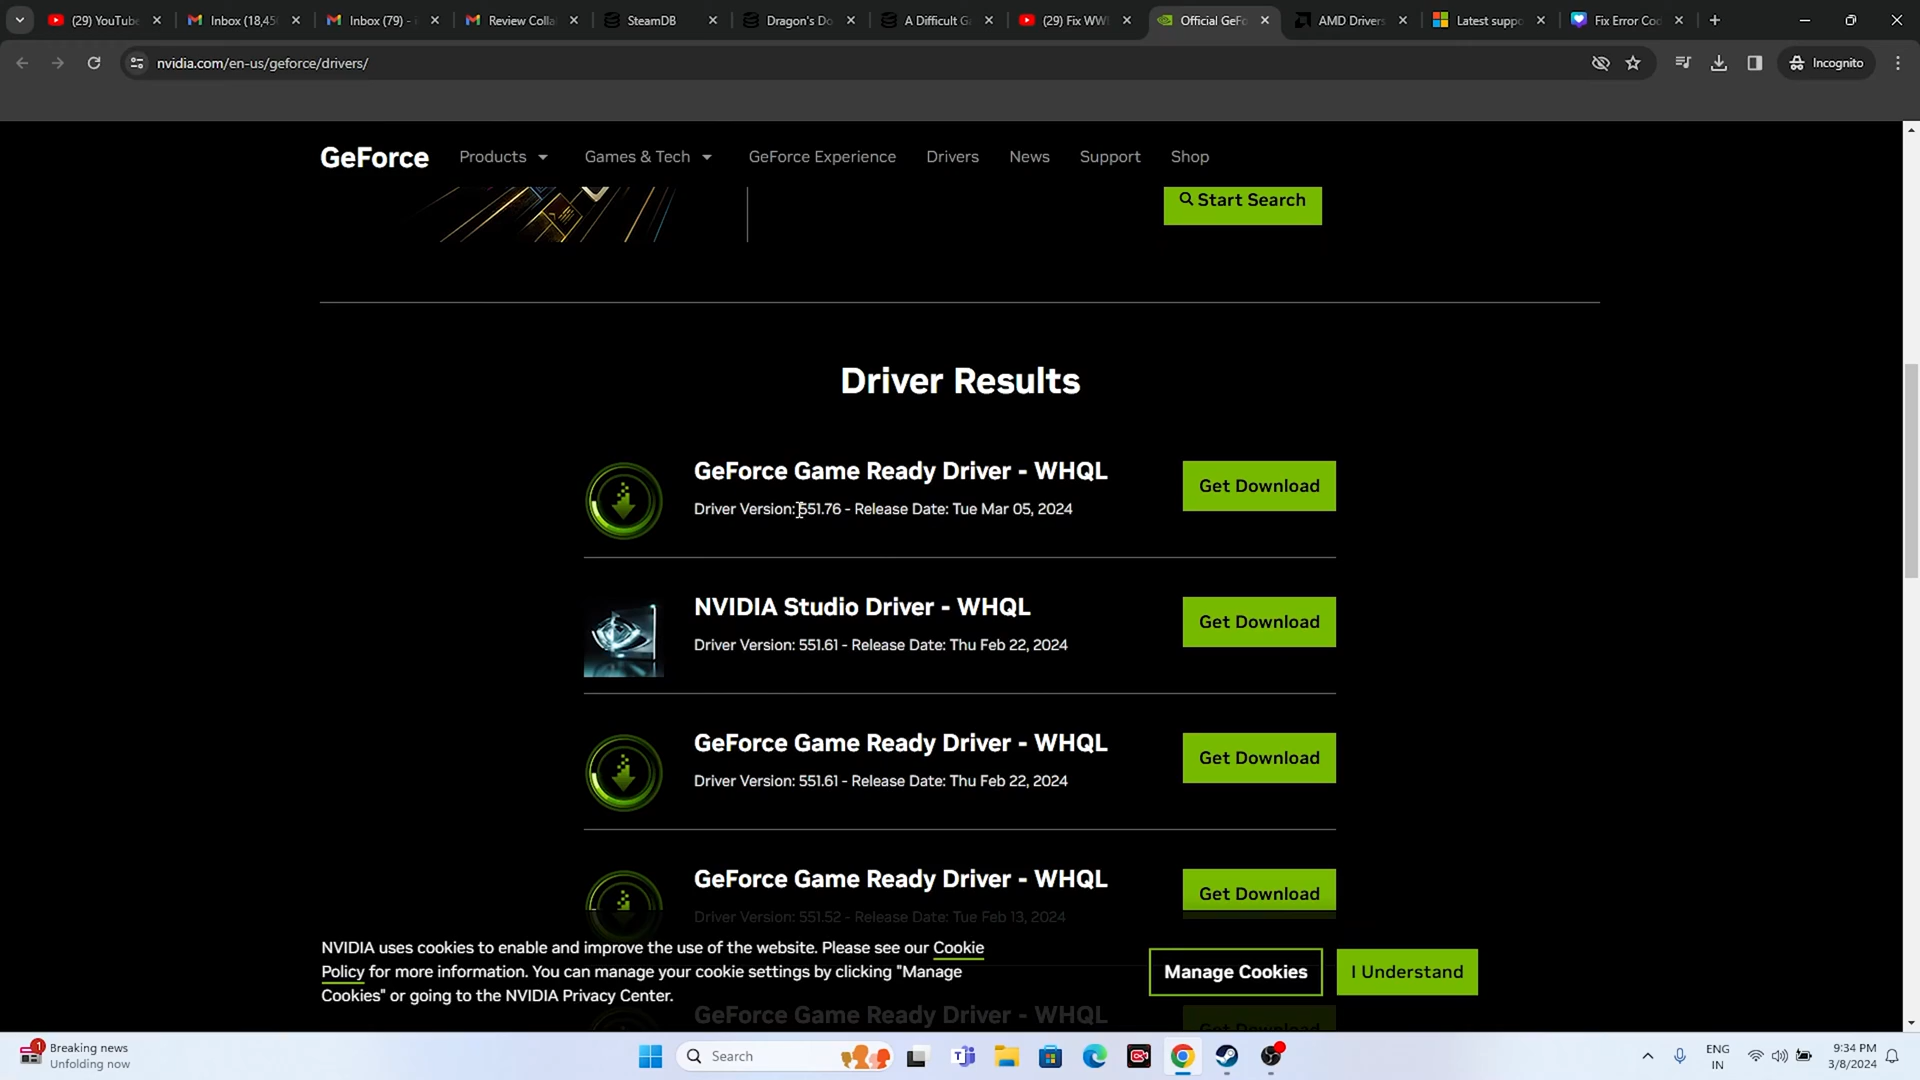 (29) YouTube
Inbox (18,45
Inbox (79) -
Review Colla
SteamDB
Dragon's Do
A Difficult G
(29) Fix WW
Official GeFo
AMD Drivers
Latest suppo
Fix Error Cod
nvidia.com/en-us/geforce/drivers/
Incognito
GeForce
Products
Games & Tech
GeForce Experience
Drivers
News
Support
Shop
Start Search
Driver Results
GeForce Game Ready Driver - WHQL
Driver Version: 551.76 - Release Date: Tue Mar 05, 2024
Get Download
NVIDIA Studio Driver - WHQL
Driver Version: 551.61 - Release Date: Thu Feb 22, 2024
Get Download
GeForce Game Ready Driver - WHQL
Driver Version: 551.61 - Release Date: Thu Feb 22, 2024
Get Download
GeForce Game Ready Driver - WHQL
Driver Version: 551.52 - Release Date: Tue Feb 13, 2024
Get Download
NVIDIA uses cookies to enable and improve the use of the website. Please see our Cookie
Policy for more information. You can manage your cookie settings by clicking "Manage
Cookies" or going to the NVIDIA Privacy Center.
Manage Cookies
I Understand
GeForce Game Ready Driver - WHQL
Get Download
1
Breaking news
Unfolding now
Search
ENG
IN
9:34 PM
3/8/2024